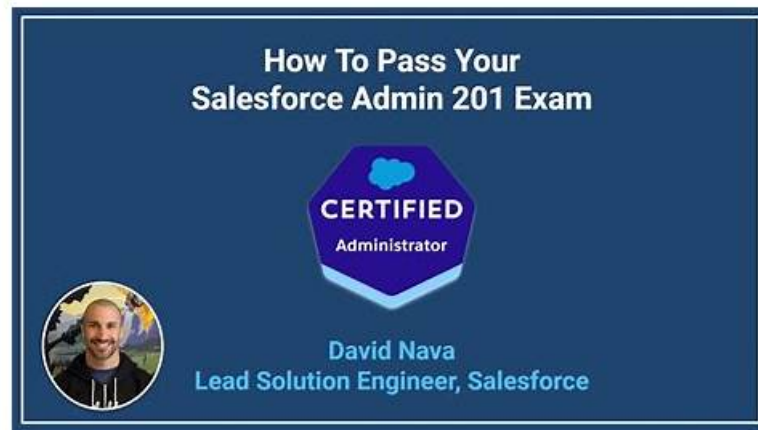 How To Pass Your
Salesforce Admin 201 Exam
CERTIFIED
Administrator
David Nava
Lead Solution Engineer, Salesforce